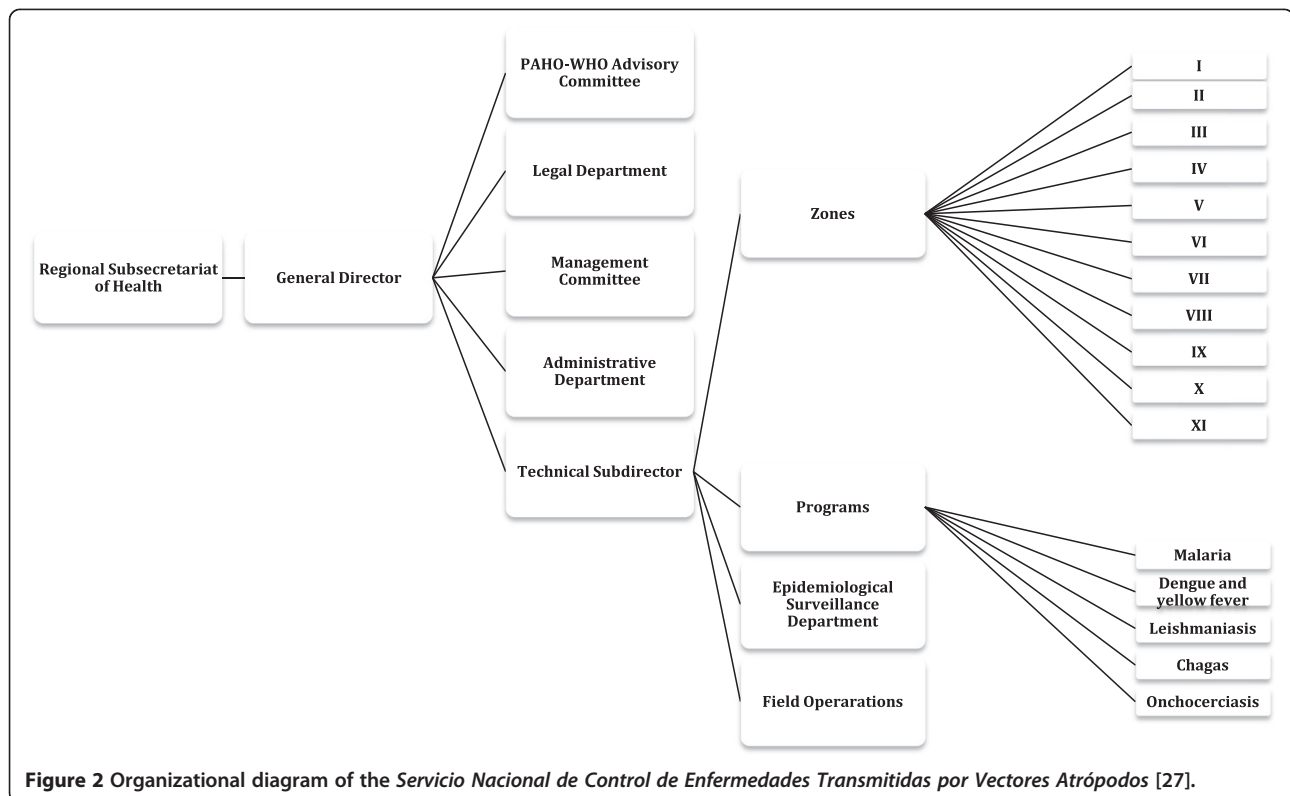 Regional Subsecretariat
of Health
General Director
PAHO-WHO Advisory
Committee
Legal Department
Management
Committee
Administrative
Department
Technical Subdirector
Zones
I
II
III
IV
V
VI
VII
VIII
IX
X
XI
Programs
Malaria
Dengue and
yellow fever
Leishmaniasis
Chagas
Onchocerciasis
Epidemiological
Surveillance
Department
Field Operarations
Figure 2 Organizational diagram of the Servicio Nacional de Control de Enfermedades Transmitidas por Vectores Atrópodos [27].